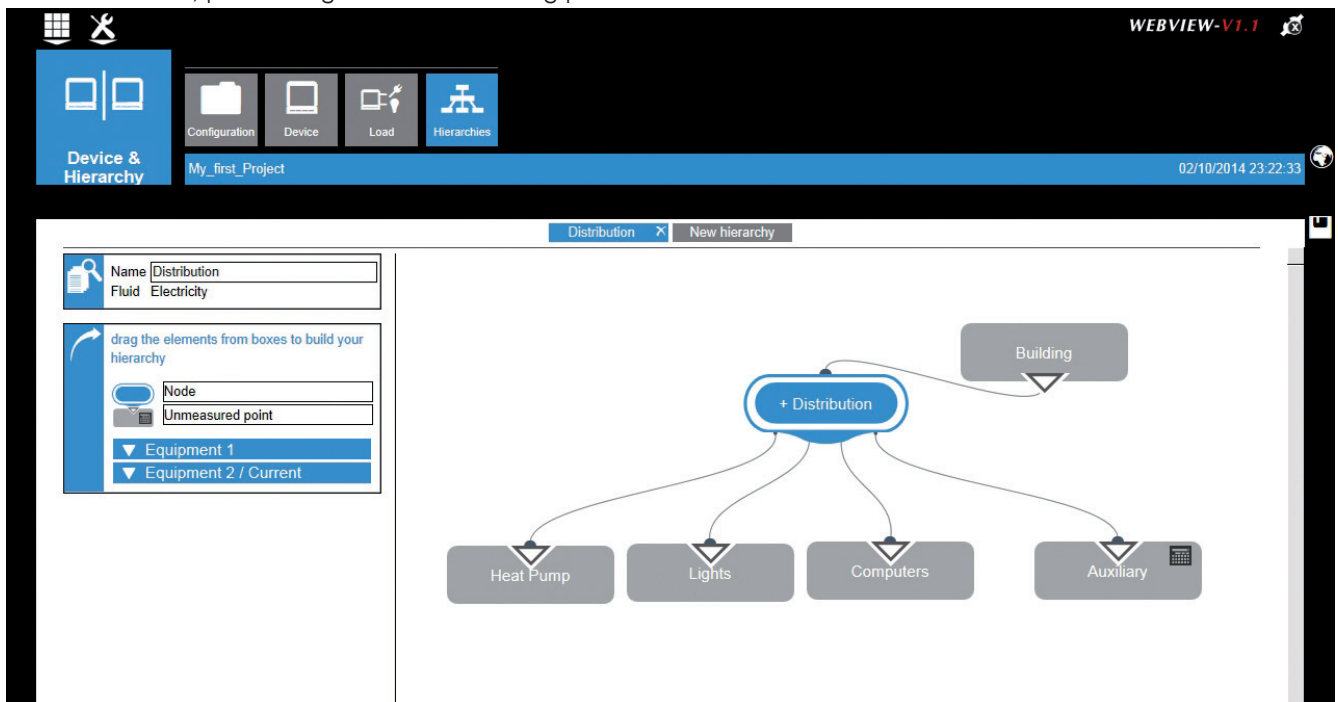 WEBVIEW-V1.1
Configuration
Device
Load
Hierarchies
Device &
Hierarchy
My_first_Project
02/10/2014 23:22:33
Distribution
New hierarchy
Name Distribution
Fluid Electricity
drag the elements from boxes to build your
hierarchy
Node
Unmeasured point
Equipment 1
Equipment 2 / Current
Building
+ Distribution
Heat Pump
Lights
Computers
Auxiliary